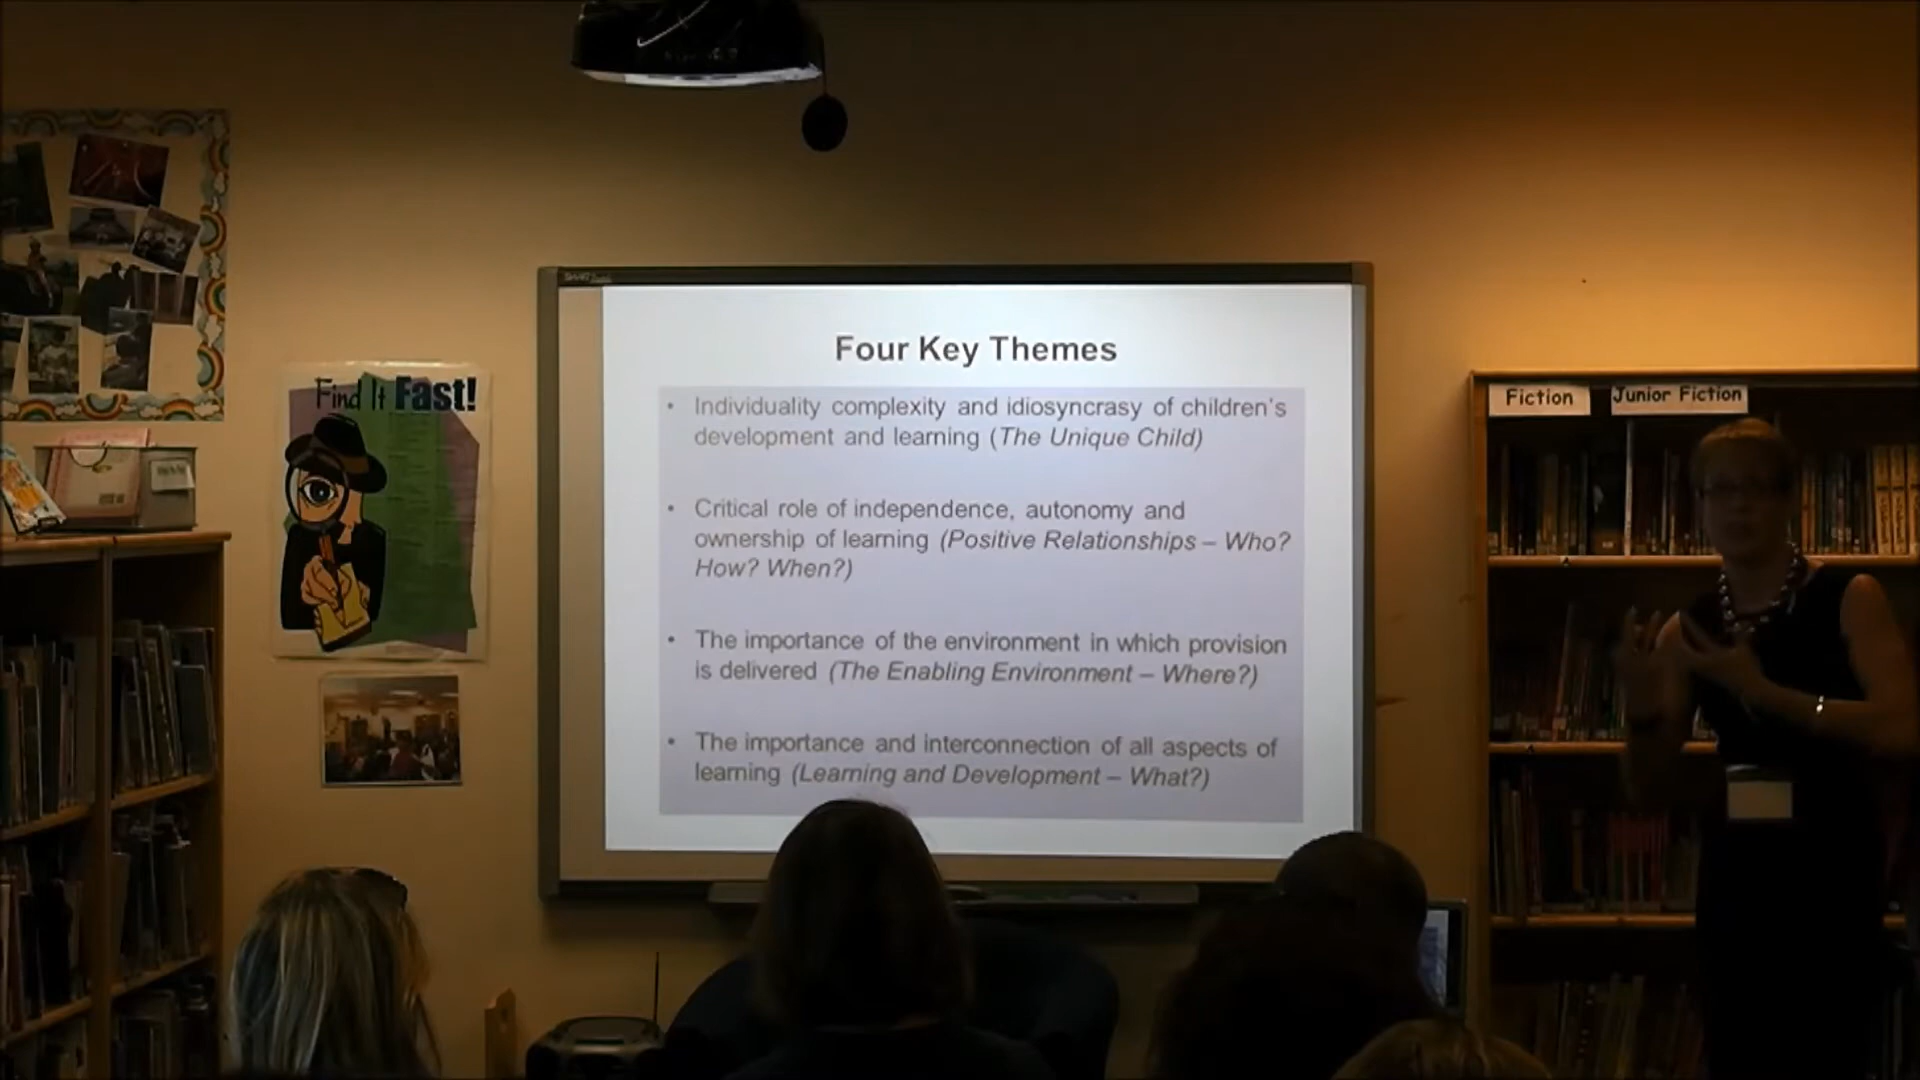 Find It Fast!
SMART
Four Key Themes
• Individuality complexity and idiosyncrasy of children's
development and learning (The Unique Child)
• Critical role of independence, autonomy and
ownership of learning (Positive Relationships – Who?
How? When?)
• The importance of the environment in which provision
is delivered (The Enabling Environment – Where?)
• The importance and interconnection of all aspects of
learning (Learning and Development – What?)
Fiction
Junior Fiction